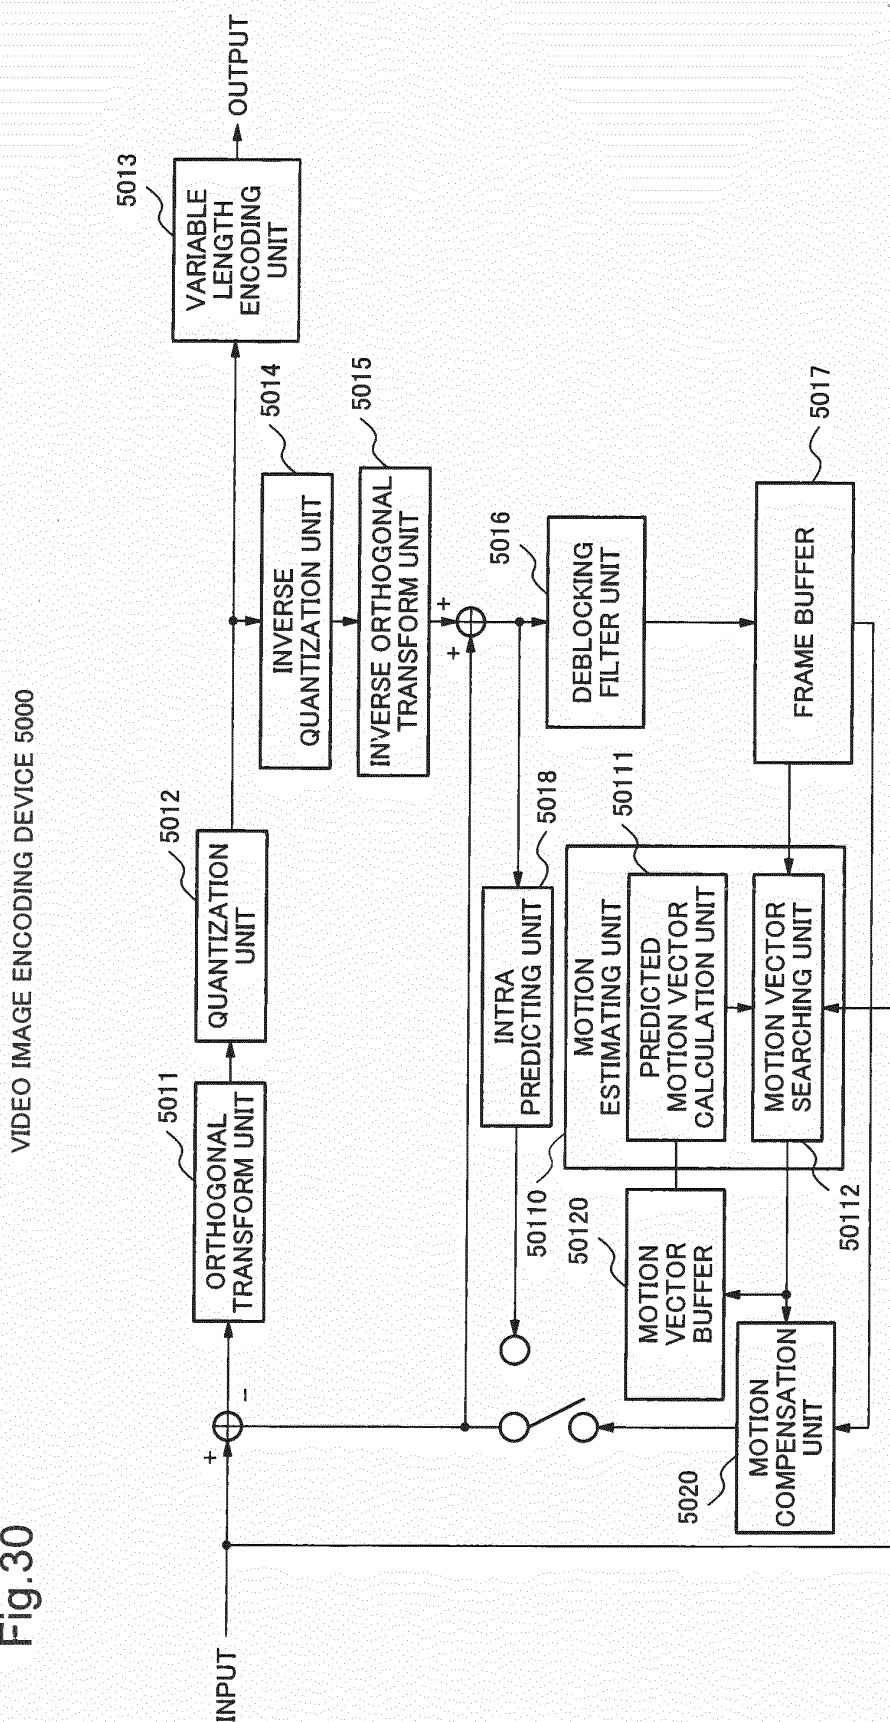 Fig.30
VIDEO IMAGE ENCODING DEVICE 5000
INPUT
+
-
5011
ORTHOGONAL
TRANSFORM UNIT
5012
QUANTIZATION
UNIT
5013
VARIABLE
LENGTH
ENCODING
UNIT
OUTPUT
5014
INVERSE
QUANTIZATION UNIT
5015
INVERSE ORTHOGONAL
TRANSFORM UNIT
+
+
5016
DEBLOCKING
FILTER UNIT
5018
INTRA
PREDICTING UNIT
5017
FRAME BUFFER
50110
MOTION
ESTIMATING UNIT
50111
PREDICTED
MOTION VECTOR
CALCULATION UNIT
50112
MOTION VECTOR
SEARCHING UNIT
50120
MOTION
VECTOR
BUFFER
5020
MOTION
COMPENSATION
UNIT